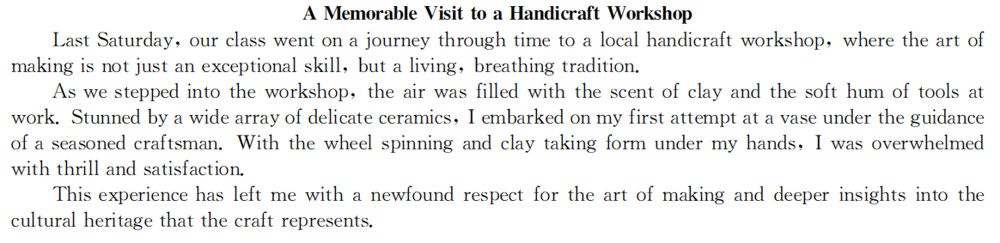 A Memorable Visit to a Handicraft Workshop
Last Saturday, our class went on a journey through time to a local handicraft workshop, where the art of
making is not just an exceptional skill, but a living, breathing tradition.
As we stepped into the workshop, the air was filled with the scent of clay and the soft hum of tools at
work. Stunned by a wide array of delicate ceramics, I embarked on my first attempt at a vase under the guidance
of a seasoned craftsman. With the wheel spinning and clay taking form under my hands, I was overwhelmed
with thrill and satisfaction.
This experience has left me with a newfound respect for the art of making and deeper insights into the
cultural heritage that the craft represents.